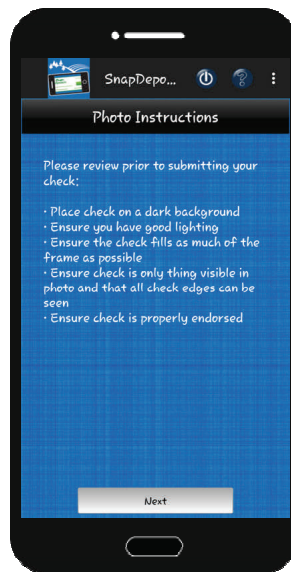 SnapDepo...
Photo Instructions
Please review prior to submitting your
check:
· Place check on a dark background
· Ensure you have good lighting
· Ensure the check fills as much of the
frame as possible
· Ensure check is only thing visible in
photo and that all check edges can be
seen
· Ensure check is properly endorsed
Next